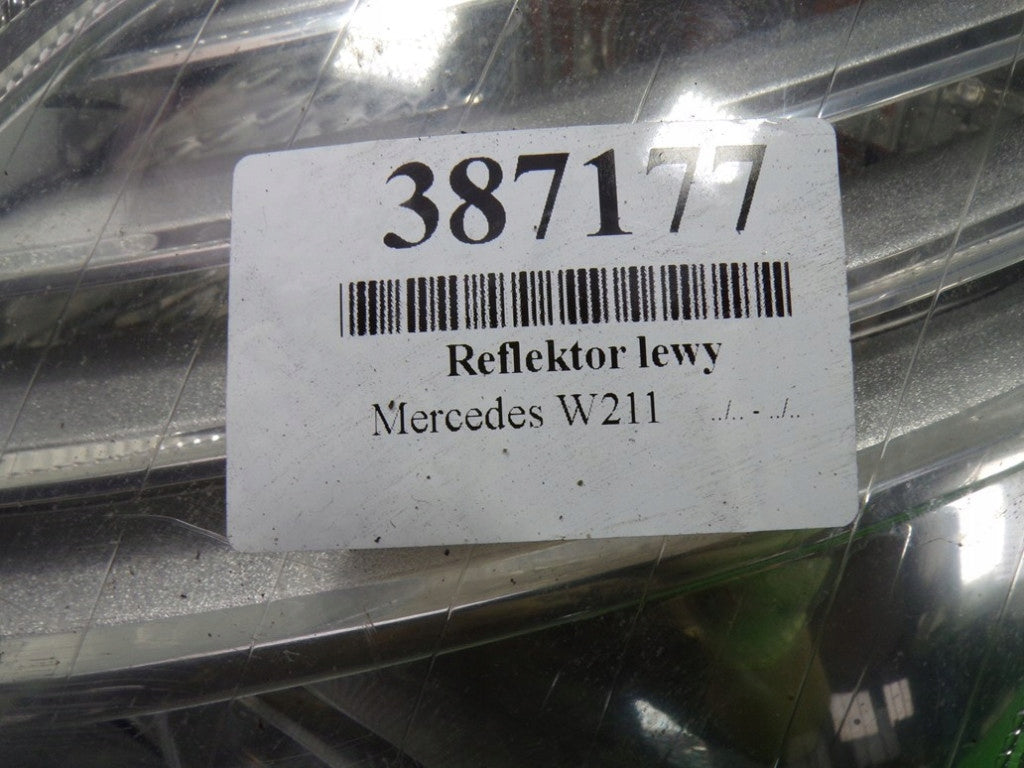 387177
Reflektor lewy
Mercedes W211 ../.. - ../..